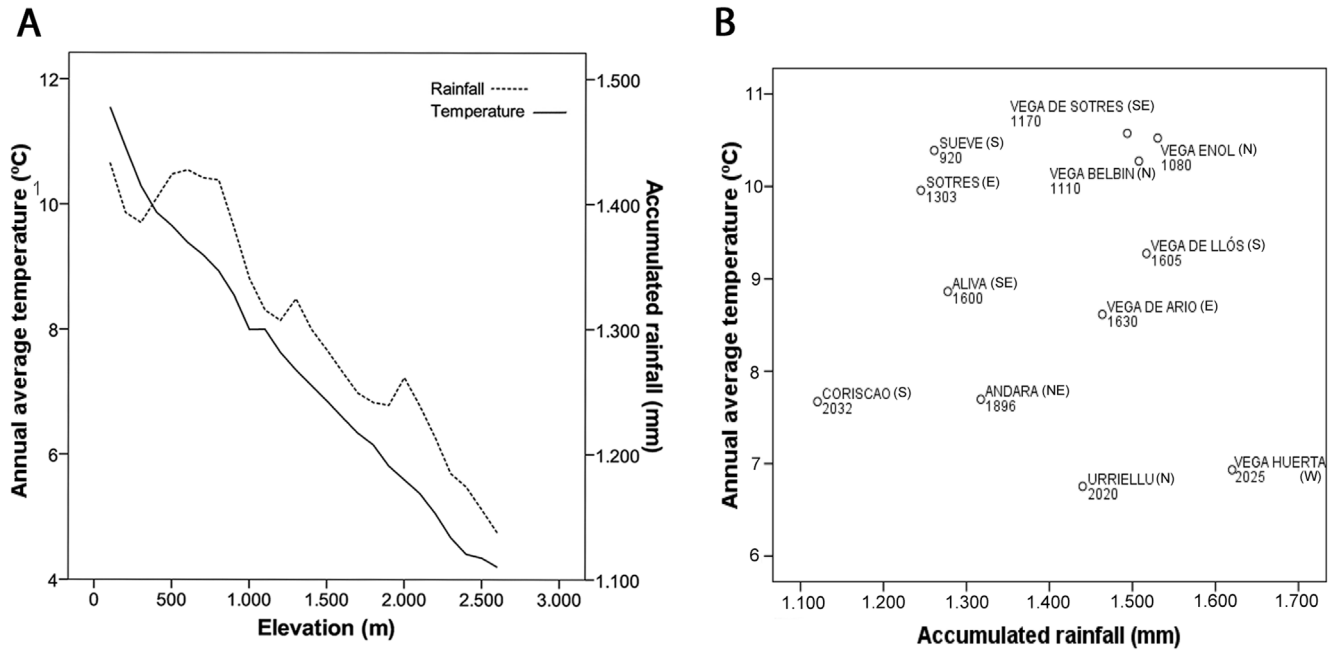 A
Rainfall
Temperature
12
10
8
6
4
1
Annual average temperature (ºC)
1.500
1.400
1.300
1.200
1.100
Accumulated rainfall (mm)
0
500
1.000
1.500
2.000
2.500
3.000
Elevation (m)
B
11
10
9
8
7
6
Annual average temperature (ºC)
VEGA DE SOTRES (SE)
1170
SUEVE (S)
920
VEGA ENOL (N)
1080
VEGA BELBIN (N)
1110
SOTRES (E)
1303
VEGA DE LLÓS (S)
1605
ALIVA (SE)
1600
VEGA DE ARIO (E)
1630
CORISCAO (S)
2032
ANDARA (NE)
1896
VEGA HUERTA
2025 (W)
URRIELLU (N)
2020
1.100
1.200
1.300
1.400
1.500
1.600
1.700
Accumulated rainfall (mm)